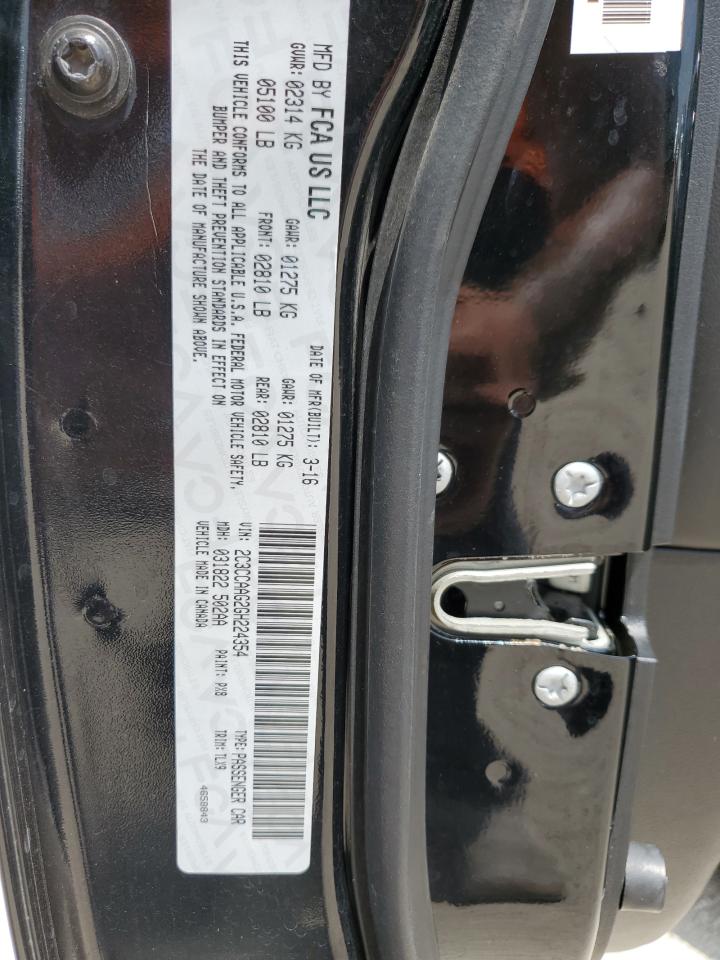 MFD BY FCA US LLC
DATE OF MFR(BUILT): 3-16
GVWR: 02314 KG GAWR: 01275 KG GAWR: 01275 KG
05100 LB FRONT: 02810 LB REAR: 02810 LB
THIS VEHICLE CONFORMS TO ALL APPLICABLE U.S.A. FEDERAL MOTOR VEHICLE SAFETY,
BUMPER AND THEFT PREVENTION STANDARDS IN EFFECT ON
THE DATE OF MANUFACTURE SHOWN ABOVE.
VIN: 2C3CCAAG2GH224354 TYPE: PASSENGER CAR
MDH: 031822 502AA PAINT: PX8 TRIM: TLX9
VEHICLE MADE IN CANADA 4658843